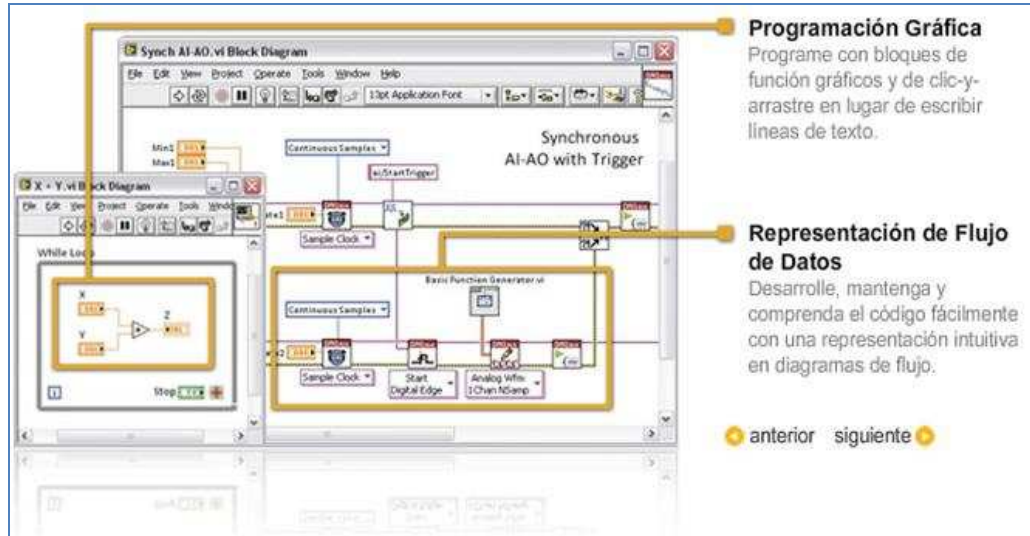 Synch AI-AO.vi Block Diagram
File Edit View Project Operate Tools Window Help
13pt Application Font
Synchronous
AI-AO with Trigger
Min1
Max1
Continuous Samples
ai/StartTrigger
Sample Clock
Basic Function Generator.vi
Continuous Samples
Sample Clock
Start
Digital Edge
Analog Wfm
1Chan NSamp
X + Y.vi Block Diagram
File Edit View Project Operate Tools
While Loop
X
Y
Z
i
Stop
Programación Gráfica
Programe con bloques de
función gráficos y de clic-y-
arrastre en lugar de escribir
líneas de texto.
Representación de Flujo
de Datos
Desarrolle, mantenga y
comprenda el código fácilmente
con una representación intuitiva
en diagramas de flujo.
anterior siguiente